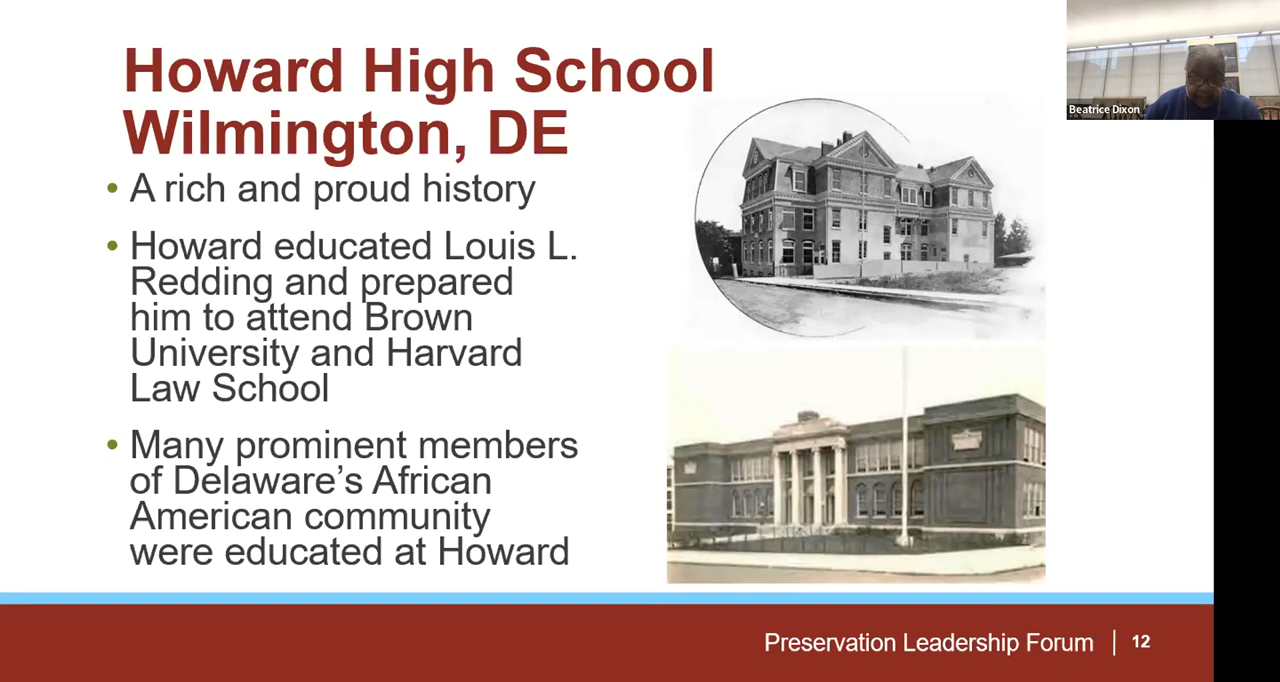 Howard High School
Wilmington, DE
• A rich and proud history
• Howard educated Louis L.
Redding and prepared
him to attend Brown
University and Harvard
Law School
• Many prominent members
of Delaware’s African
American community
were educated at Howard
Beatrice Dixon
Preservation Leadership Forum | 12